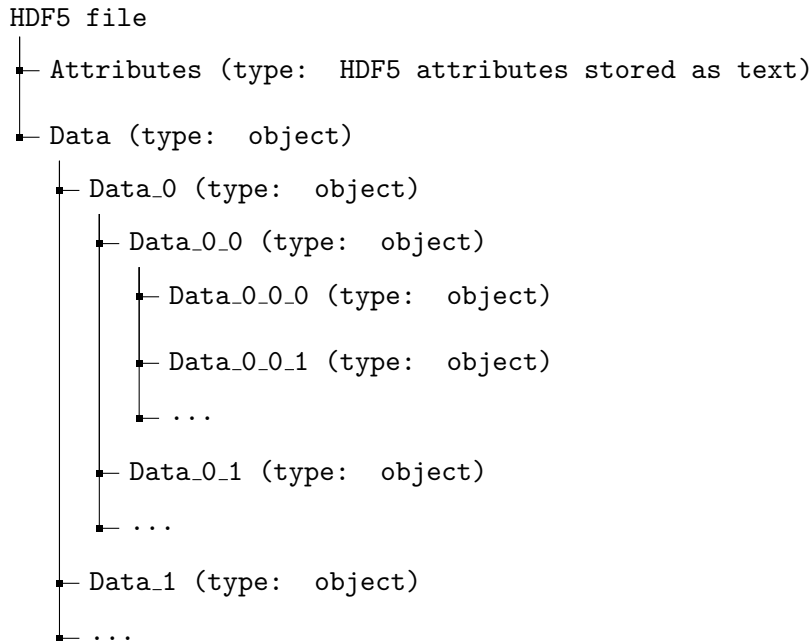 HDF5 file
Attributes (type: HDF5 attributes stored as text)
Data (type: object)
Data_0 (type: object)
Data_0_0 (type: object)
Data_0_0_0 (type: object)
Data_0_0_1 (type: object)
...
Data_0_1 (type: object)
...
Data_1 (type: object)
...